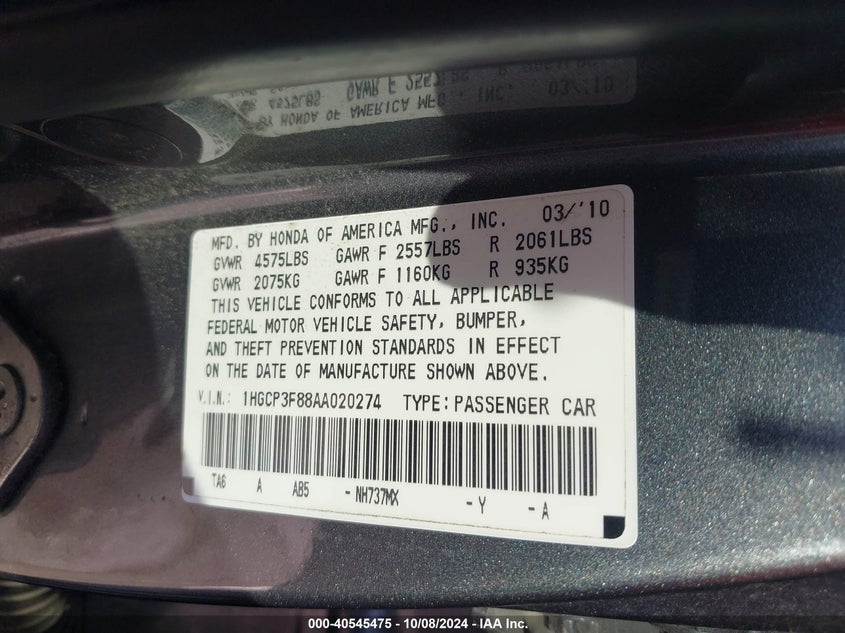 MFD. BY HONDA OF AMERICA MFG., INC. 03/'10
GVWR 4575LBS GAWR F 2557LBS R 2061LBS
GVWR 2075KG GAWR F 1160KG R 935KG
THIS VEHICLE CONFORMS TO ALL APPLICABLE
FEDERAL MOTOR VEHICLE SAFETY, BUMPER,
AND THEFT PREVENTION STANDARDS IN EFFECT
ON THE DATE OF MANUFACTURE SHOWN ABOVE.
V.I.N.: 1HGCP3F88AA020274 TYPE: PASSENGER CAR
TA6 A AB5 -NH737MX -Y -A
000-40545475 - 10/08/2024 - IAA Inc.